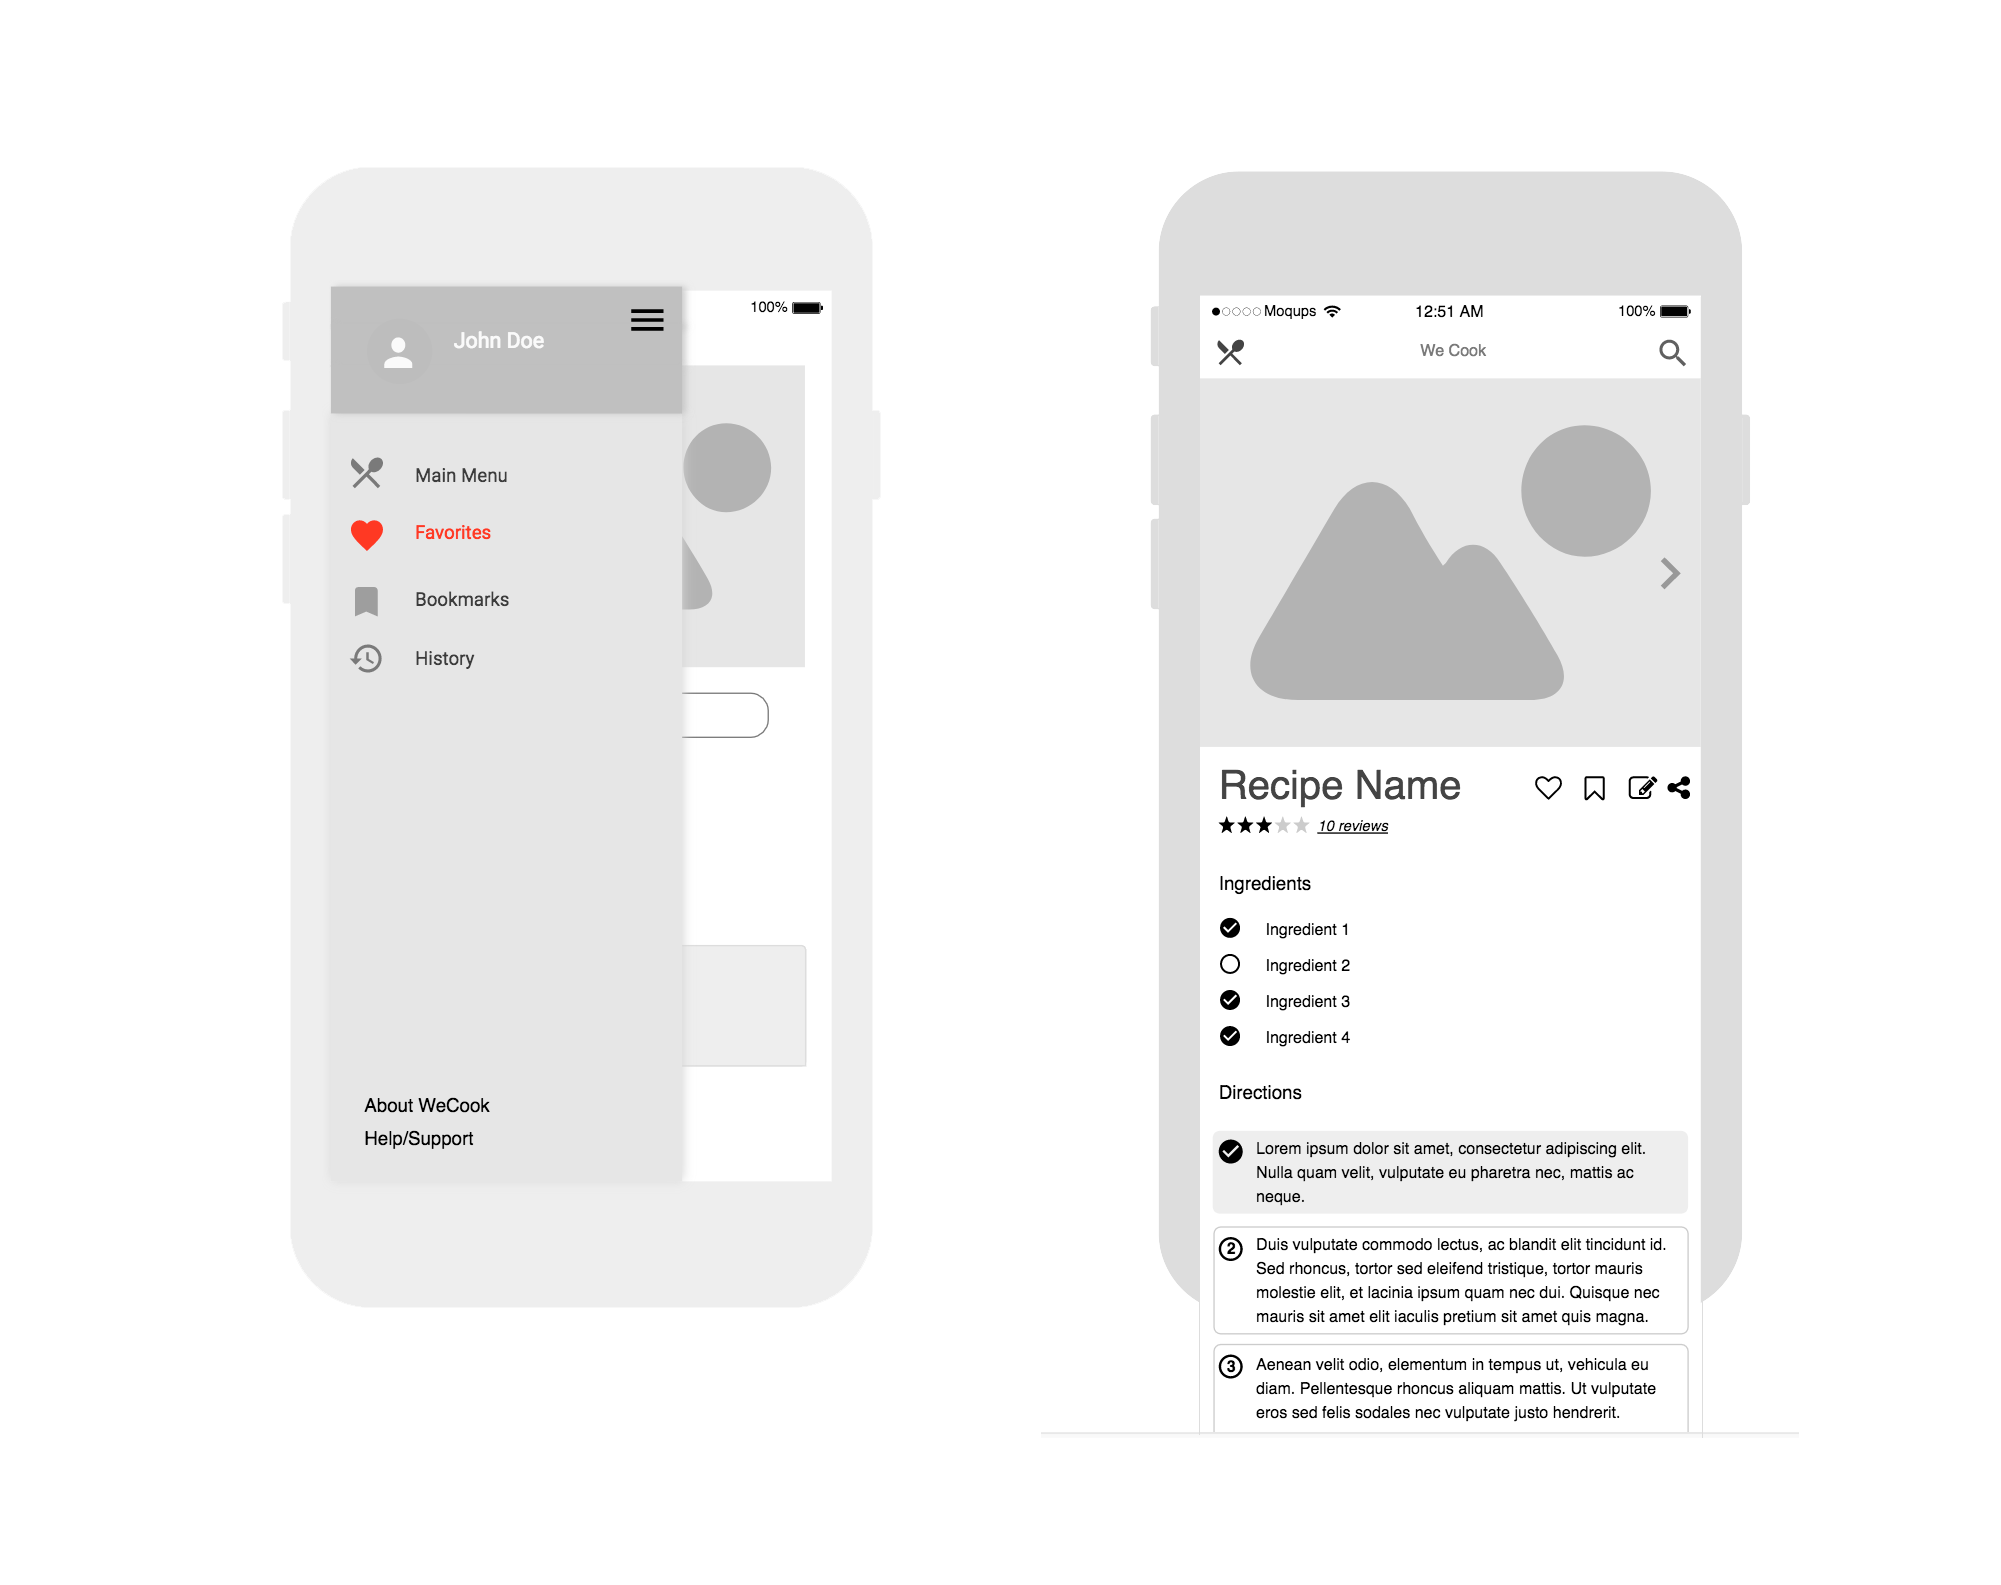 100%
John Doe
Main Menu
Favorites
Bookmarks
History
About WeCook
Help/Support
Moqups
12:51 AM
100%
We Cook
Recipe Name
10 reviews
Ingredients
Ingredient 1
Ingredient 2
Ingredient 3
Ingredient 4
Directions
Lorem ipsum dolor sit amet, consectetur adipiscing elit.
Nulla quam velit, vulputate eu pharetra nec, mattis ac
neque.
2 Duis vulputate commodo lectus, ac blandit elit tincidunt id.
Sed rhoncus, tortor sed eleifend tristique, tortor mauris
molestie elit, et lacinia ipsum quam nec dui. Quisque nec
mauris sit amet elit iaculis pretium sit amet quis magna.
3 Aenean velit odio, elementum in tempus ut, vehicula eu
diam. Pellentesque rhoncus aliquam mattis. Ut vulputate
eros sed felis sodales nec vulputate justo hendrerit.